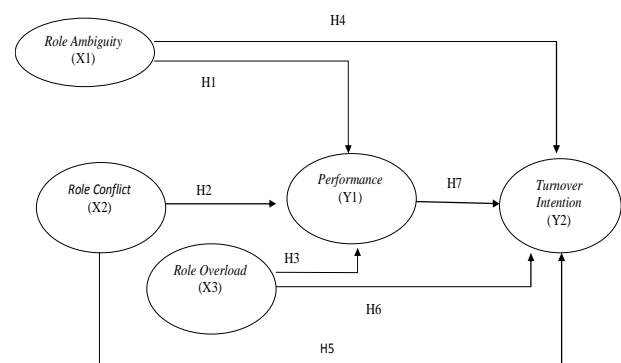 H4
Role Ambiguity
(X1)
H1
Role Conflict
(X2)
H2
Performance
(Y1)
H7
Turnover
Intention
(Y2)
H3
Role Overload
(X3)
H6
H5